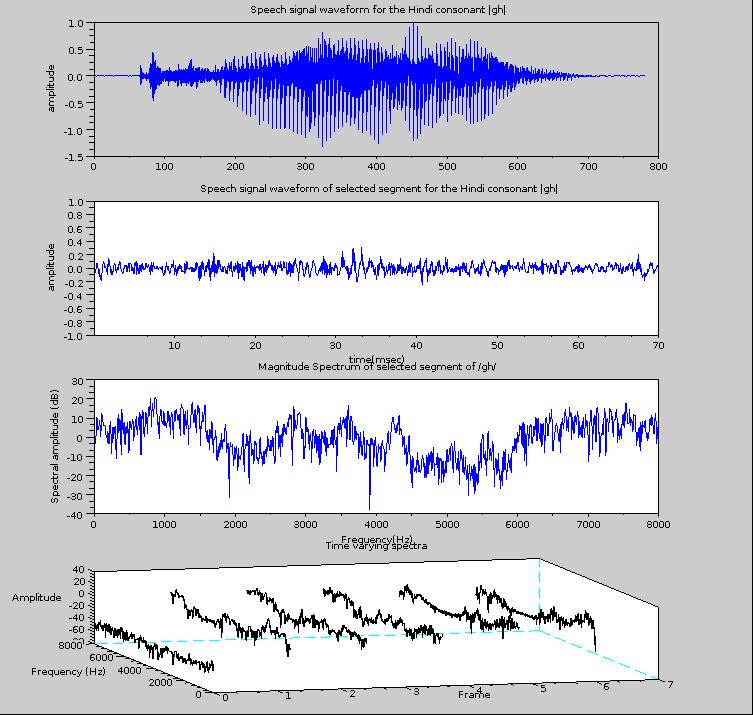 Speech signal waveform for the Hindi consonant |gh|
1.0
0.5
0.0
-0.5
-1.0
-1.5
amplitude
0 100 200 300 400 500 600 700 800
Speech signal waveform of selected segment for the Hindi consonant |gh|
1.0
0.8
0.6
0.4
0.2
0.0
-0.2
-0.4
-0.6
-0.8
-1.0
amplitude
10 20 30 40 50 60 70
time(msec)
Magnitude Spectrum of selected segment of /gh/
30
20
10
0
-10
-20
-30
-40
Spectral amplitude (dB)
0 1000 2000 3000 4000 5000 6000 7000 8000
Frequency(Hz)
Time varying spectra
40
20
0
-20
-40
-60
Amplitude
8000
6000
4000
2000
0
Frequency (Hz)
0 1 2 3 4 5 6 7
Frame